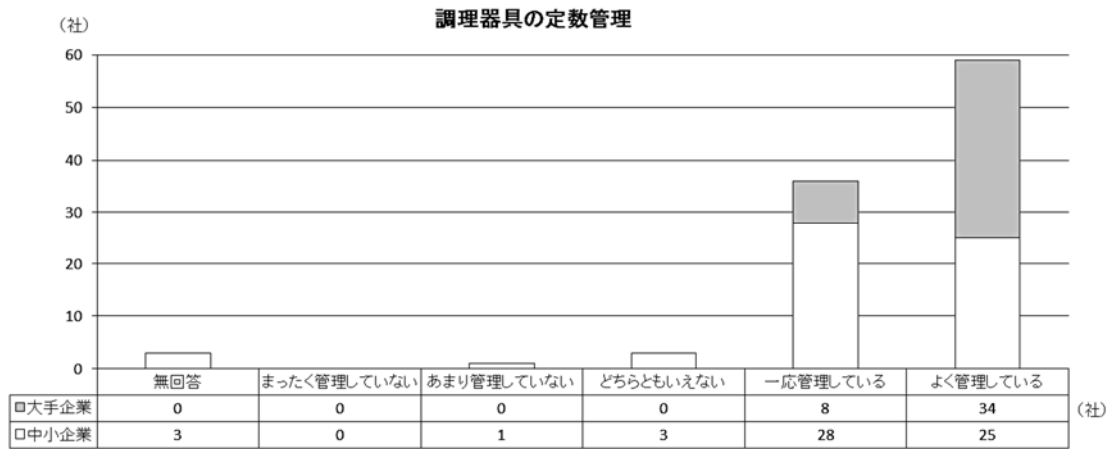 調理器具の定数管理
（社）
60
50
40
30
20
10
0
無回答 まったく管理していない あまり管理していない どちらともいえない 一応管理している よく管理している
大手企業 0 0 0 0 8 34 （社）
中小企業 3 0 1 3 28 25